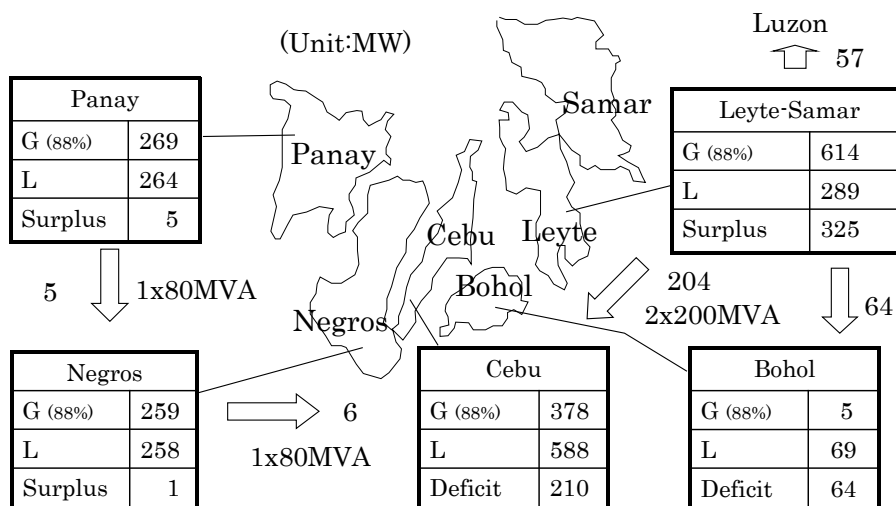 Luzon
57
(Unit:MW)
Panay
G (88%) 269
L 264
Surplus 5
Samar
Leyte-Samar
G (88%) 614
L 289
Surplus 325
Panay
Cebu
Leyte
Bohol
Negros
5
1x80MVA
204
2x200MVA
64
Negros
G (88%) 259
L 258
Surplus 1
6
1x80MVA
Cebu
G (88%) 378
L 588
Deficit 210
Bohol
G (88%) 5
L 69
Deficit 64